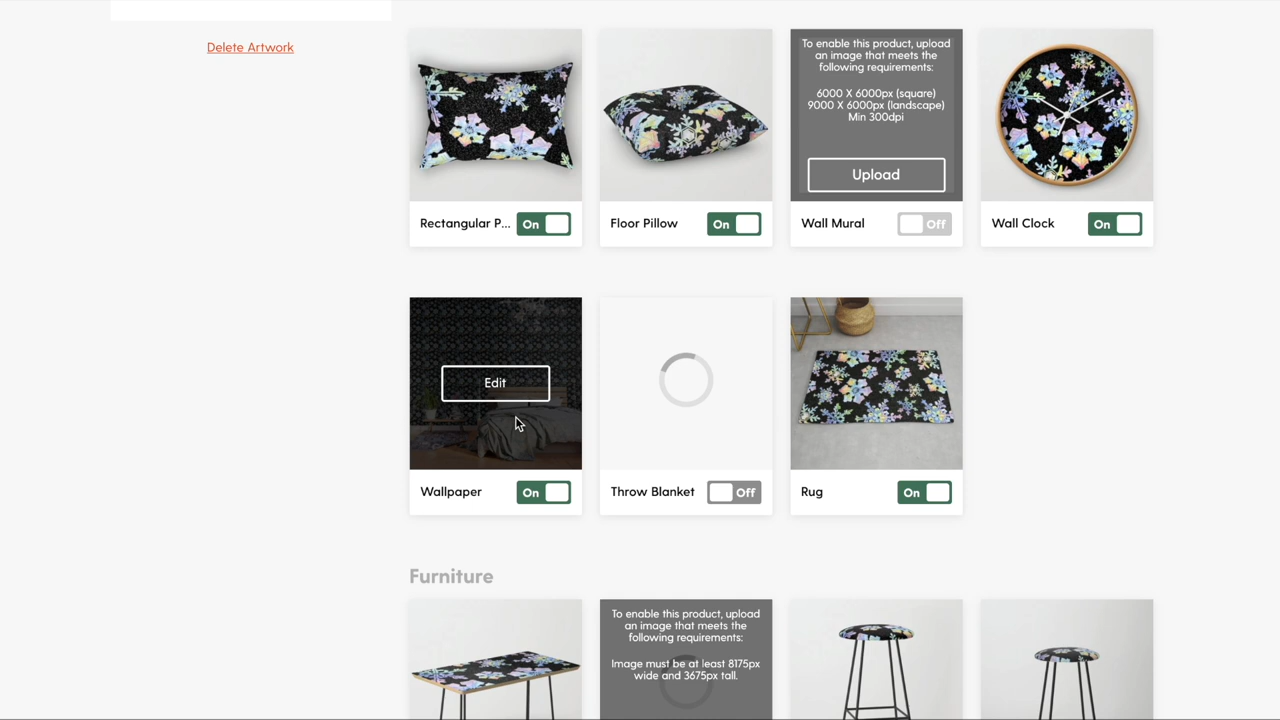 Delete Artwork
To enable this product, upload
an image that meets the
following requirements:
6000 X 6000px (square)
9000 X 6000px (landscape)
Min 300dpi
Upload
Rectangular P... On
Floor Pillow On
Wall Mural Off
Wall Clock On
Edit
Wallpaper On
Throw Blanket Off
Rug On
Furniture
To enable this product, upload
an image that meets the
following requirements:
Image must be at least 8175px
wide and 3675px tall.